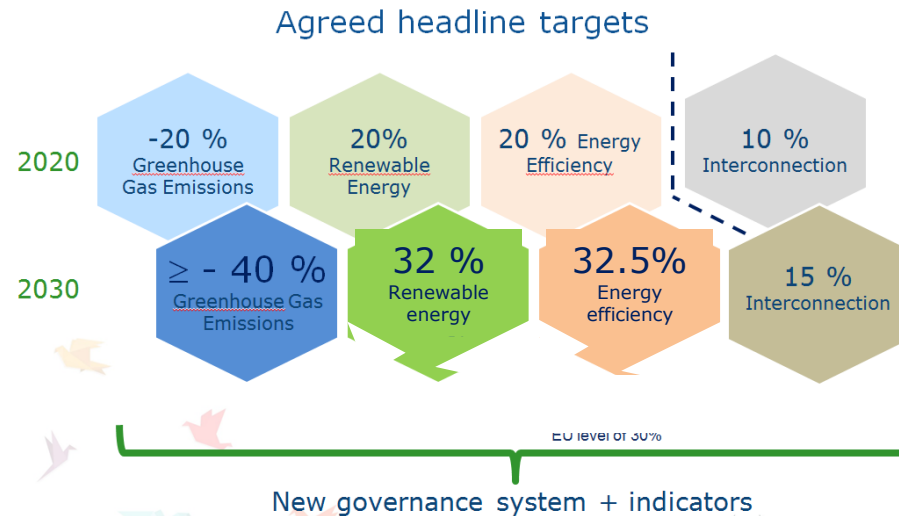 Agreed headline targets
2020
-20 %
Greenhouse
Gas Emissions
20%
Renewable
Energy
20 % Energy
Efficiency
10 %
Interconnection
2030
≥ - 40 %
Greenhouse Gas
Emissions
32 %
Renewable
energy
32.5%
Energy
efficiency
15 %
Interconnection
EU level of 30%
New governance system + indicators